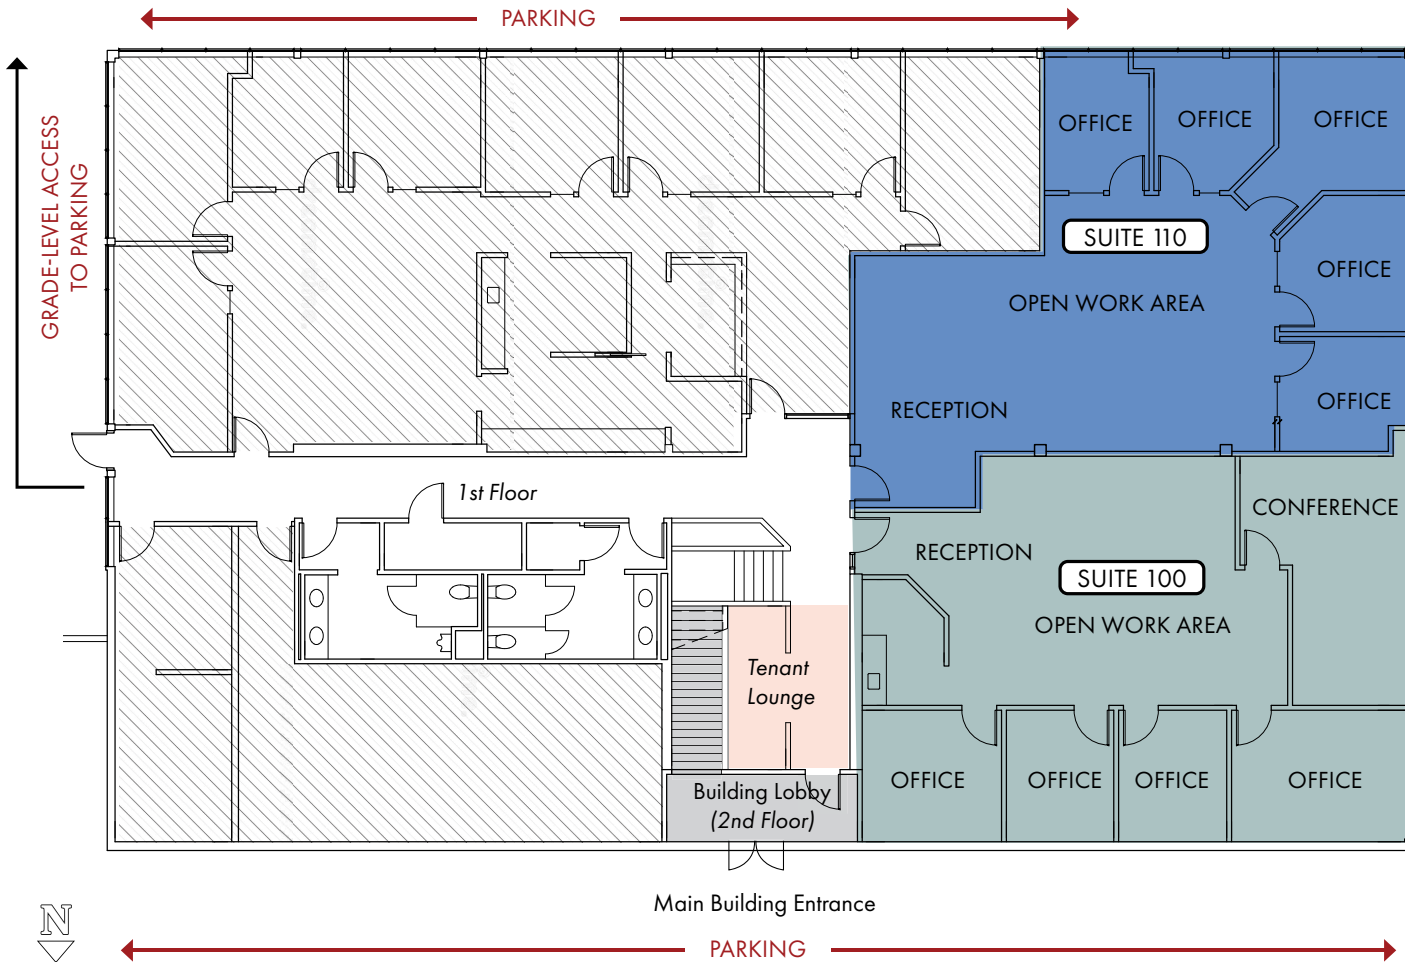 PARKING
GRADE-LEVEL ACCESS
TO PARKING
OFFICE
OFFICE
OFFICE
SUITE 110
OFFICE
OPEN WORK AREA
OFFICE
RECEPTION
1st Floor
CONFERENCE
RECEPTION
SUITE 100
OPEN WORK AREA
Tenant
Lounge
OFFICE
OFFICE
OFFICE
OFFICE
Building Lobby
(2nd Floor)
Main Building Entrance
N
PARKING